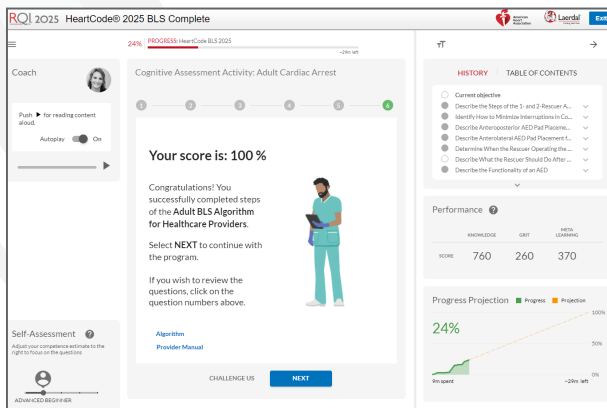 RQI 2025 HeartCode® 2025 BLS Complete
American
Heart
Association
Laerdal
Exit
24% PROGRESS: HeartCode BLS 2025
~29m left
Coach
Push ▶ for reading content
aloud.
Autoplay On
Cognitive Assessment Activity: Adult Cardiac Arrest
1 2 3 4 5 6
Your score is: 100 %
Congratulations! You
successfully completed steps
of the Adult BLS Algorithm
for Healthcare Providers.
Select NEXT to continue with
the program.
If you wish to review the
questions, click on the
question numbers above.
Algorithm
Provider Manual
CHALLENGE US NEXT
Self-Assessment ?
Adjust your competence estimate to the
right to focus on the questions
ADVANCED BEGINNER
TT
HISTORY TABLE OF CONTENTS
Current objective
Describe the Steps of the 1- and 2-Rescuer A...
Identify How to Minimize Interruptions in Co...
Describe Anteroposterior AED Pad Placeme...
Describe Anterolateral AED Pad Placement f...
Determine When the Rescuer Operating the ...
Describe What the Rescuer Should Do After ...
Describe the Functionality of an AED
Performance ?
KNOWLEDGE GRIT META
LEARNING
SCORE 760 260 370
Progress Projection Progress Projection
100%
24%
50%
0%
9m spent ~29m left